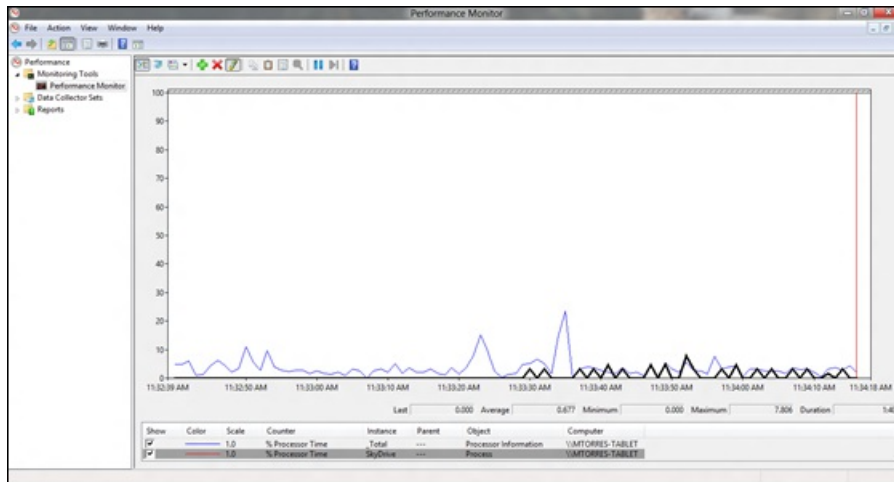 Performance Monitor
File Action View Window Help
Performance
Monitoring Tools
Performance Monitor
Data Collector Sets
Reports
100
90
80
70
60
50
40
30
20
10
0
11:32:39 AM 11:32:50 AM 11:33:00 AM 11:33:10 AM 11:33:20 AM 11:33:30 AM 11:33:40 AM 11:33:50 AM 11:34:00 AM 11:34:10 AM 11:34:18 AM
Last 0.000 Average 0.677 Minimum 0.000 Maximum 7.806 Duration
Show Color Scale Counter Instance Parent Object Computer
1.0 % Processor Time _Total --- Processor Information \\MTORRES-TABLET
1.0 % Processor Time SkyDrive --- Process \\MTORRES-TABLET